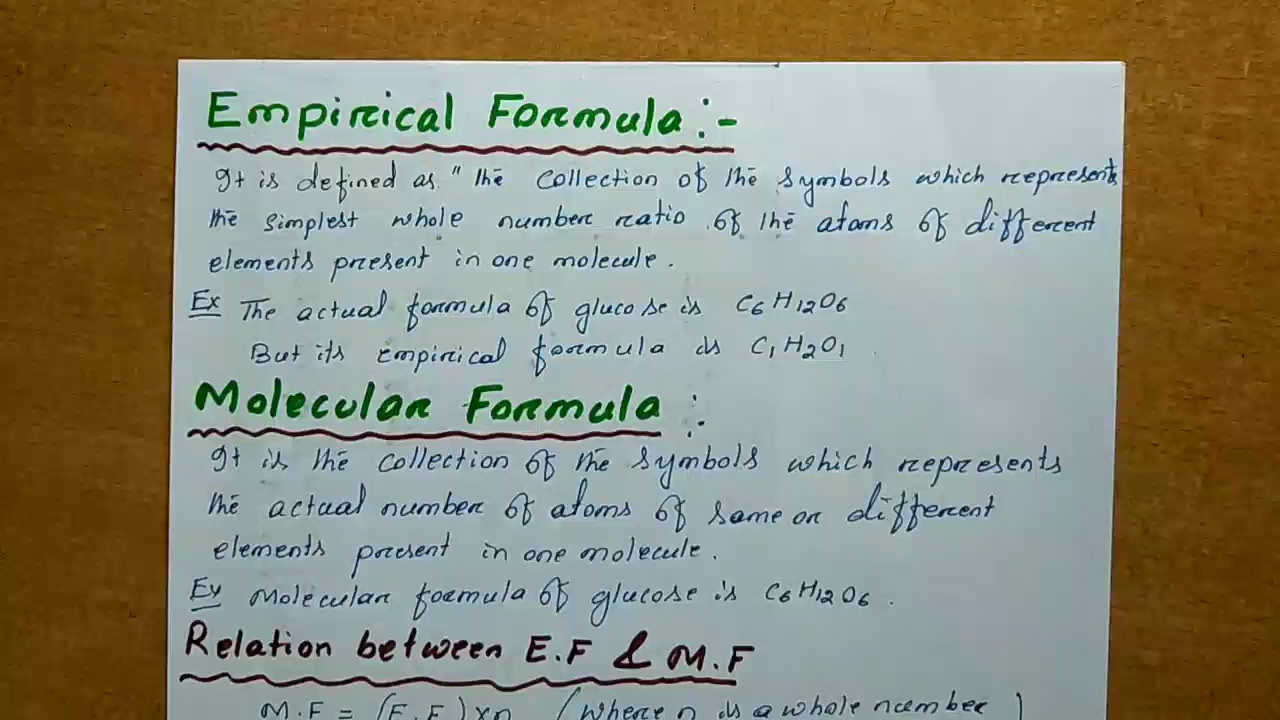 Empirical Formula :-
It is defined as "the collection of the symbols which represents
the simplest whole number ratio of the atoms of different
elements present in one molecule.
Ex The actual formula of glucose is C6H12O6
But its empirical formula is C1H2O1
Molecular Formula :-
It is the collection of the symbols which represents
the actual number of atoms of same or different
elements present in one molecule.
Ex Molecular formula of glucose is C6H12O6.
Relation between E.F & M.F
M.F = (E.F) xn (where n is a whole number)